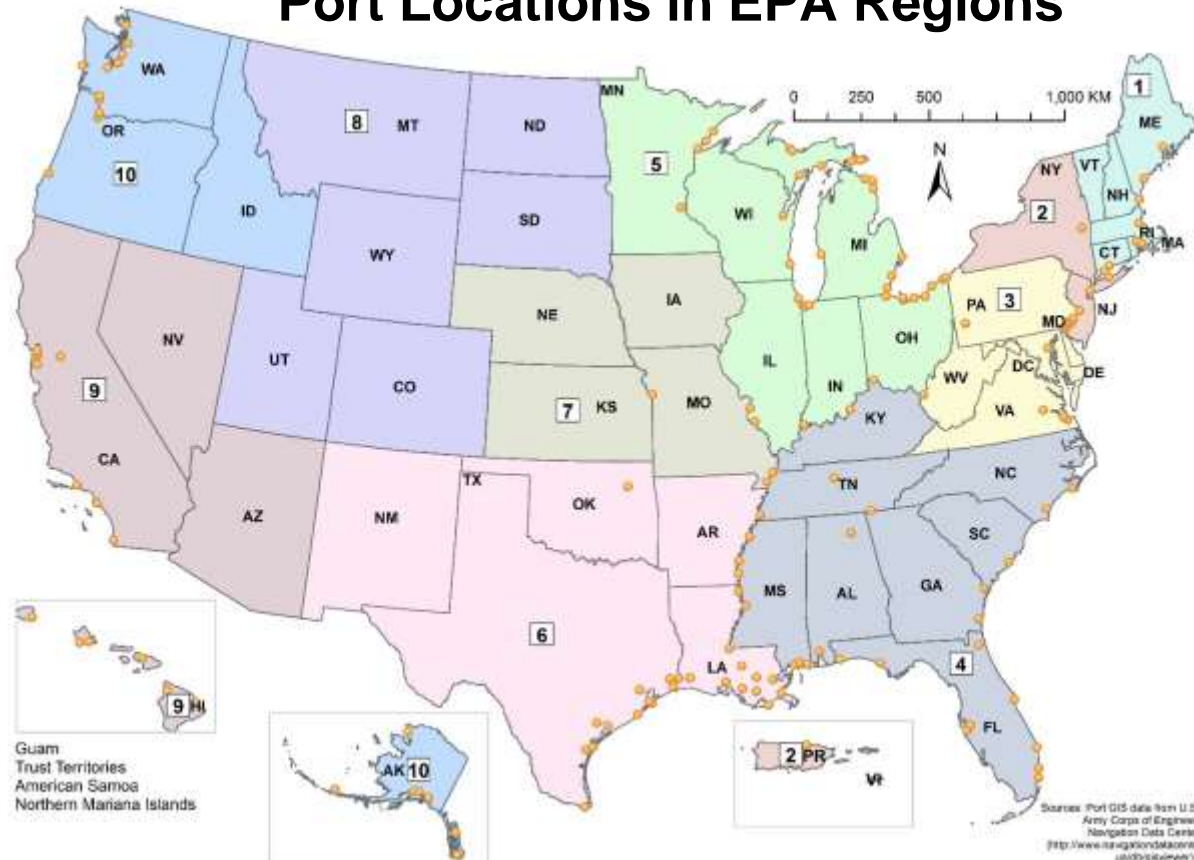 Port Locations in EPA Regions
0 250 500 1,000 KM
N
WA
OR
10
ID
8 MT
ND
SD
WY
UT
CO
MN
5
WI
MI
IL
IN
OH
NE
IA
7 KS
MO
9
NV
CA
AZ
NM
TX
OK
AR
LA
6
1
ME
VT
NH
NY
2
RI
MA
CT
NJ
PA
3
MD
DC
DE
WV
VA
KY
TN
NC
SC
MS
AL
GA
4
FL
9 HI
Guam
Trust Territories
American Samoa
Northern Mariana Islands
AK 10
2 PR
VI
Sources: Port GIS data from U.S
Army Corps of Enginee
Navigation Data Cente